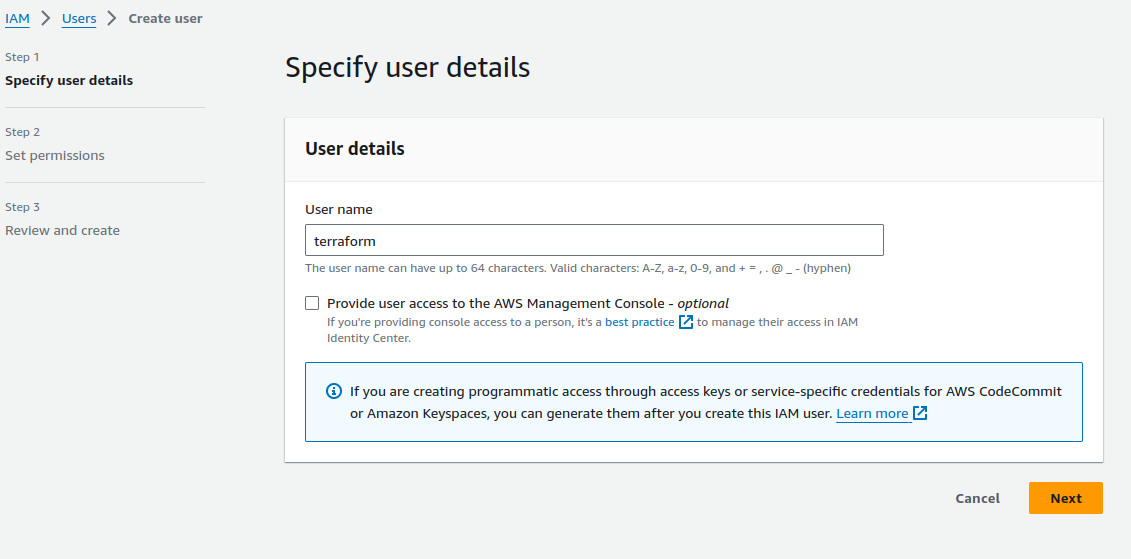 IAM > Users > Create user
Step 1
Specify user details
Step 2
Set permissions
Step 3
Review and create
Specify user details
User details
User name
terraform
The user name can have up to 64 characters. Valid characters: A-Z, a-z, 0-9, and + = , . @ _ - (hyphen)
Provide user access to the AWS Management Console - optional
If you're providing console access to a person, it's a best practice to manage their access in IAM
Identity Center.
If you are creating programmatic access through access keys or service-specific credentials for AWS CodeCommit
or Amazon Keyspaces, you can generate them after you create this IAM user. Learn more
Cancel
Next